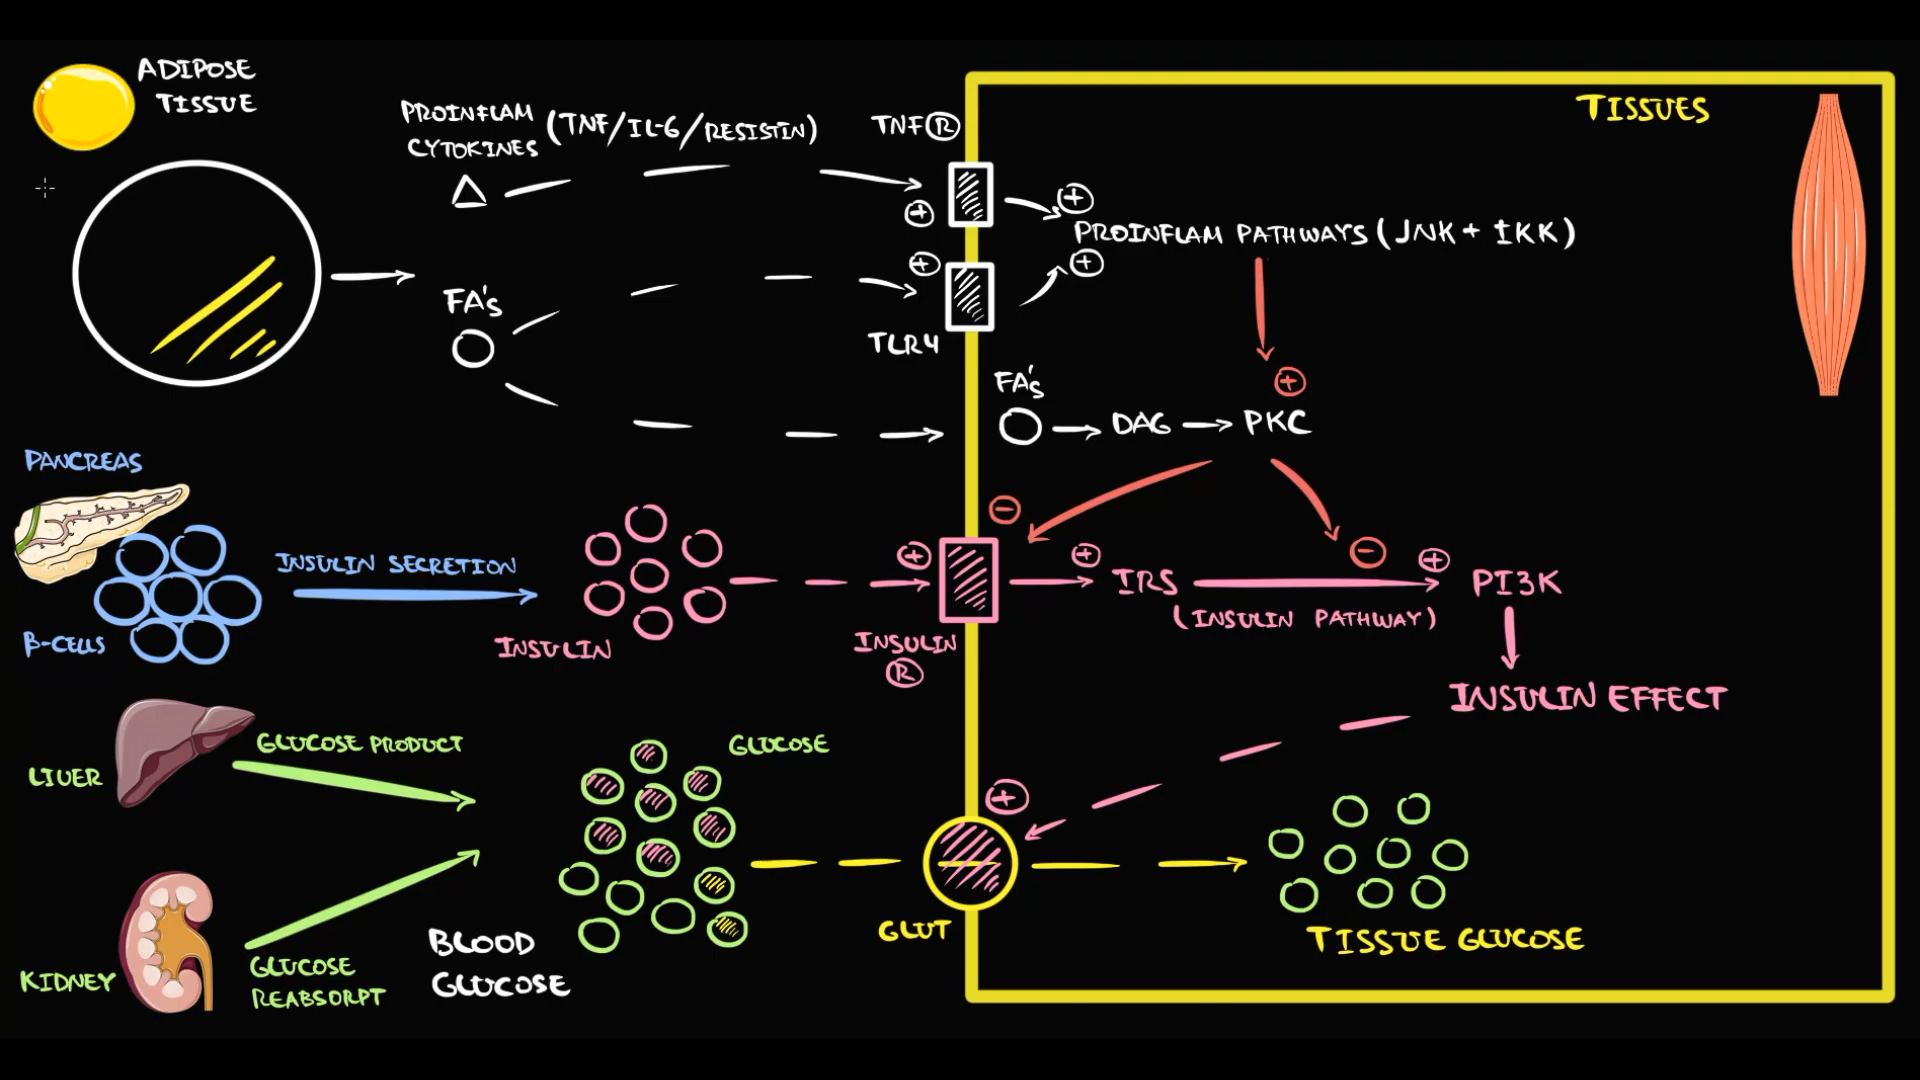 ADIPOSE
TISSUE
PROINFLAM
CYTOKINES
(TNF/IL-6/RESISTIN)
TNF Ⓡ
TISSUES
+
+
PROINFLAM PATHWAYS (JNK + IKK)
+
+
FA's
TLR4
FA's
+
DAG
PKC
PANCREAS
−
INSULIN SECRETION
+
+
IRS
−
+
PI3K
(INSULIN PATHWAY)
β-CELLS
INSULIN
INSULIN
Ⓡ
INSULIN EFFECT
GLUCOSE PRODUCT
GLUCOSE
LIVER
+
GLUT
TISSUE GLUCOSE
BLOOD
GLUCOSE
KIDNEY
GLUCOSE
REABSORPT